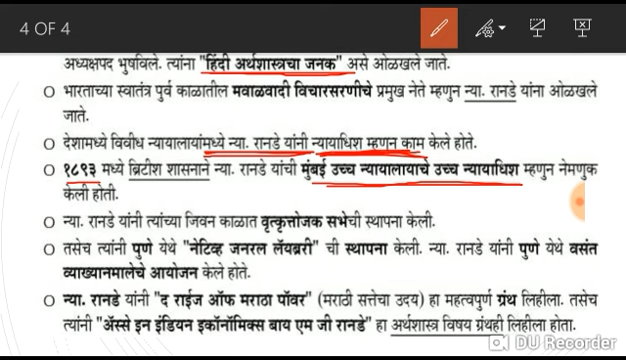 4 OF 4
अध्यक्षपद भुषविले. त्यांना "हिंदी अर्थशास्त्रचा जनक" असे ओळखले जाते.
O भारताच्या स्वातंत्र पुर्व काळातील मवाळवादी विचारसरणीचे प्रमुख नेते म्हणुन न्या. रानडे यांना ओळखले
जाते.
O देशामध्ये विवीध न्यायालयांमध्ये न्या. रानडे यांनी न्यायाधिश म्हणुन काम केले होते.
O १८९३ मध्ये ब्रिटीश शासनाने न्या. रानडे यांची मुंबई उच्च न्यायालयाचे उच्च न्यायाधिश म्हणुन नेमणुक
केली होती.
O न्या. रानडे यांनी त्यांच्या जिवन काळात वृत्कृत्तोजक सभेची स्थापना केली.
O तसेच त्यांनी पुणे येथे "नेटिव्ह जनरल लॅयब्ररी" ची स्थापना केली. न्या. रानडे यांनी पुणे येथे वसंत
व्याख्यानमालेचे आयोजन केले होते.
O न्या. रानडे यांनी "द राईज ऑफ मराठा पॉवर" (मराठी सत्तेचा उदय) हा महत्वपुर्ण ग्रंथ लिहीला. तसेच
त्यांनी "ॲस्से इन इंडियन इकॉनॉमिक्स बाय एम जी रानडे" हा अर्थशास्त्र विषय ग्रंथही लिहीला होता.
DU Recorder